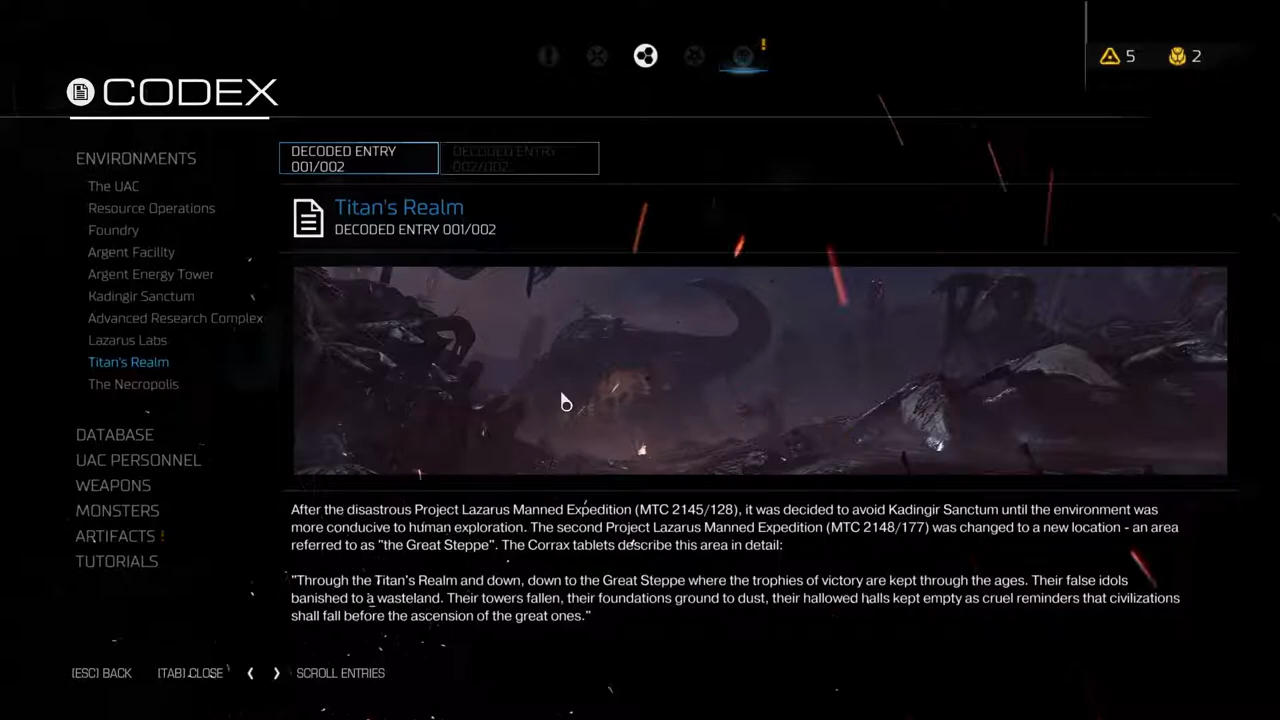 5
2
CODEX
ENVIRONMENTS
The UAC
Resource Operations
Foundry
Argent Facility
Argent Energy Tower
Kadingir Sanctum
Advanced Research Complex
Lazarus Labs
Titan's Realm
The Necropolis
DATABASE
UAC PERSONNEL
WEAPONS
MONSTERS
ARTIFACTS !
TUTORIALS
DECODED ENTRY
001/002
DECODED ENTRY
002/002
Titan's Realm
DECODED ENTRY 001/002
After the disastrous Project Lazarus Manned Expedition (MTC 2145/128), it was decided to avoid Kadingir Sanctum until the environment was
more conducive to human exploration. The second Project Lazarus Manned Expedition (MTC 2148/177) was changed to a new location - an area
referred to as "the Great Steppe". The Corrax tablets describe this area in detail:
"Through the Titan's Realm and down, down to the Great Steppe where the trophies of victory are kept through the ages. Their false idols
banished to a wasteland. Their towers fallen, their foundations ground to dust, their hallowed halls kept empty as cruel reminders that civilizations
shall fall before the ascension of the great ones."
[ESC] BACK [TAB] CLOSE SCROLL ENTRIES